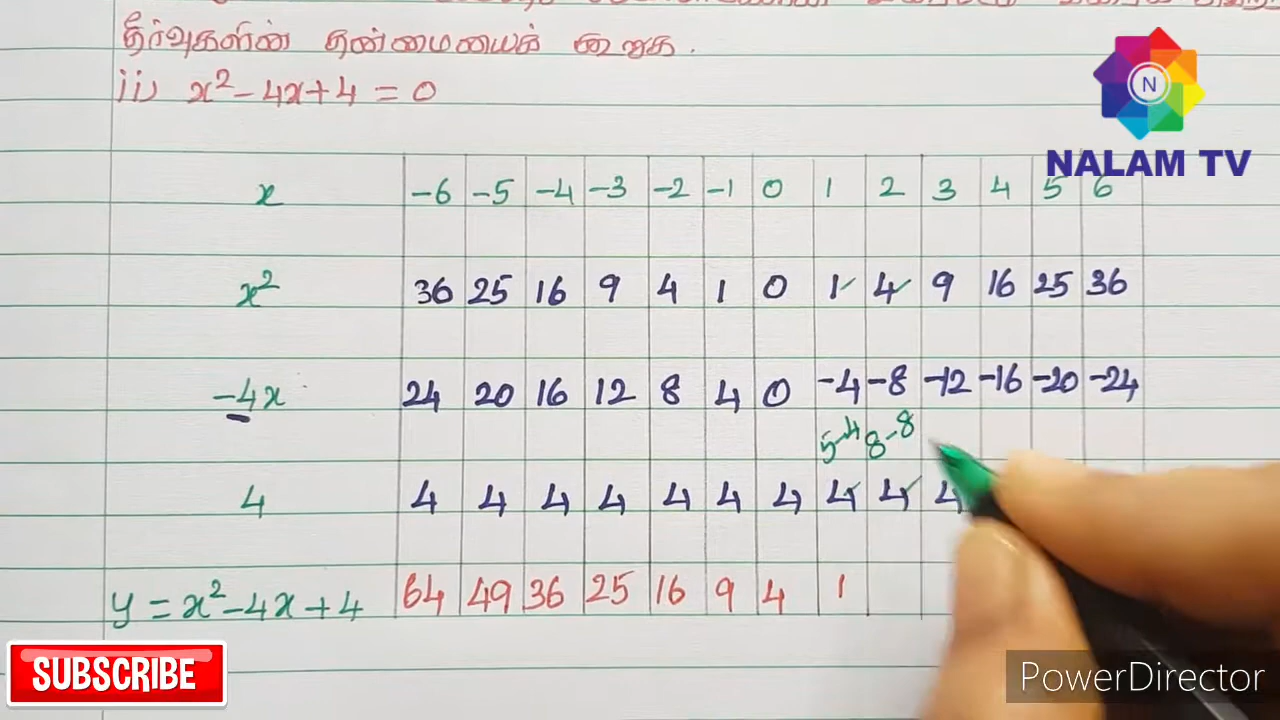 தீர்வுகளின் தன்மையைக் கூறுக.
ii) x² - 4x + 4 = 0
N
NALAM TV
x -6 -5 -4 -3 -2 -1 0 1 2 3 4 5 6
x² 36 25 16 9 4 1 0 1 4 9 16 25 36
-4x 24 20 16 12 8 4 0 -4 -8 -12 -16 -20 -24
5-4 8-8
4 4 4 4 4 4 4 4 4 4 4
y = x² - 4x + 4 64 49 36 25 16 9 4 1
SUBSCRIBE
PowerDirector